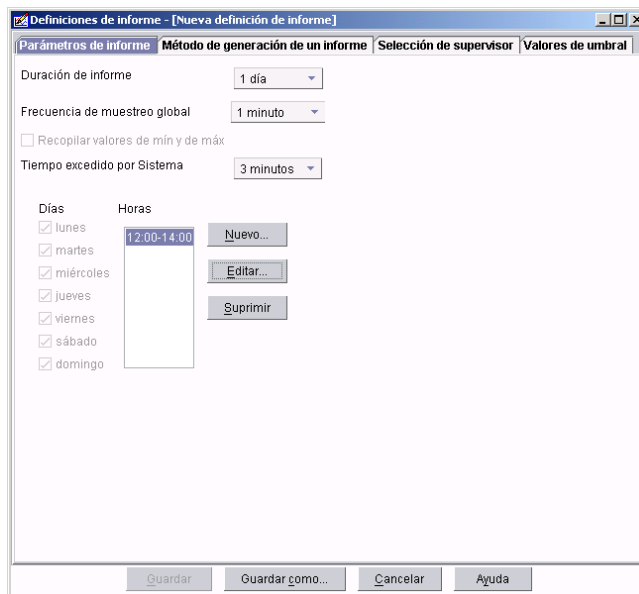 Definiciones de informe - [Nueva definición de informe]
Parámetros de informe Método de generación de un informe Selección de supervisor Valores de umbral
Duración de informe 1 día
Frecuencia de muestreo global 1 minuto
Recopilar valores de mín y de máx
Tiempo excedido por Sistema 3 minutos
Días Horas
lunes
12:00-14:00 Nuevo...
martes
miércoles Editar...
jueves
Suprimir
viernes
sábado
domingo
Guardar Guardar como... Cancelar Ayuda